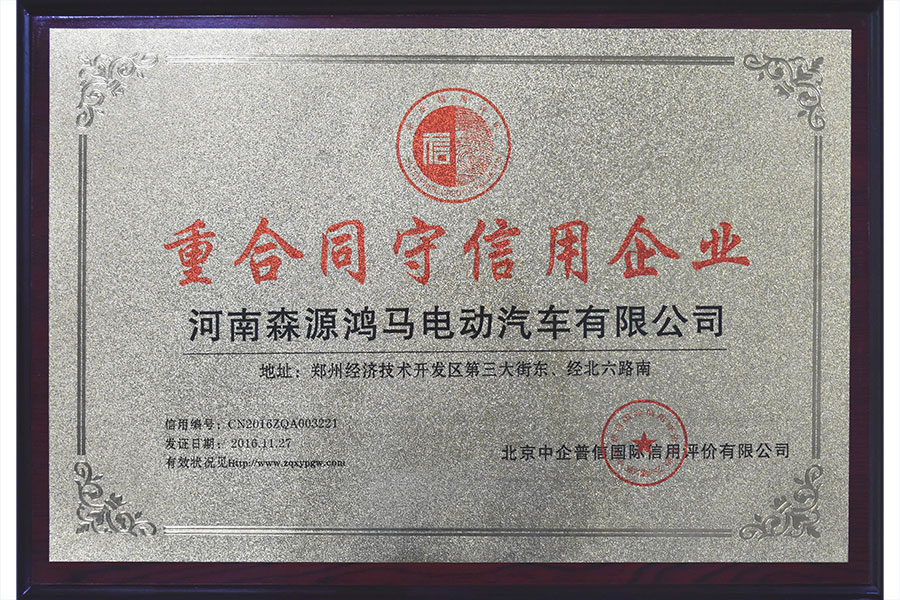 信
重合同守信用企业
河南森源鸿马电动汽车有限公司
地址：郑州经济技术开发区第三大街东、经北六路南
信用编号：CN2016ZQA003221
发证日期：2016.11.27
有效状况见Http://www.zqxypgw.com
北京中企普信国际信用评价有限公司